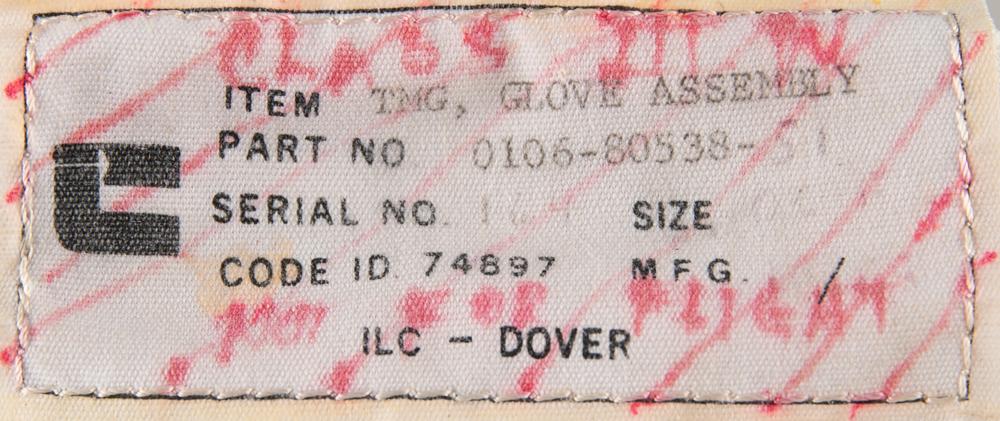 CLASS III W
ITEM TMG, GLOVE ASSEMBLY
PART NO 0106-80538-
SERIAL NO. SIZE
CODE ID. 74897 MFG. /
NOT FOR FLIGHT
ILC - DOVER